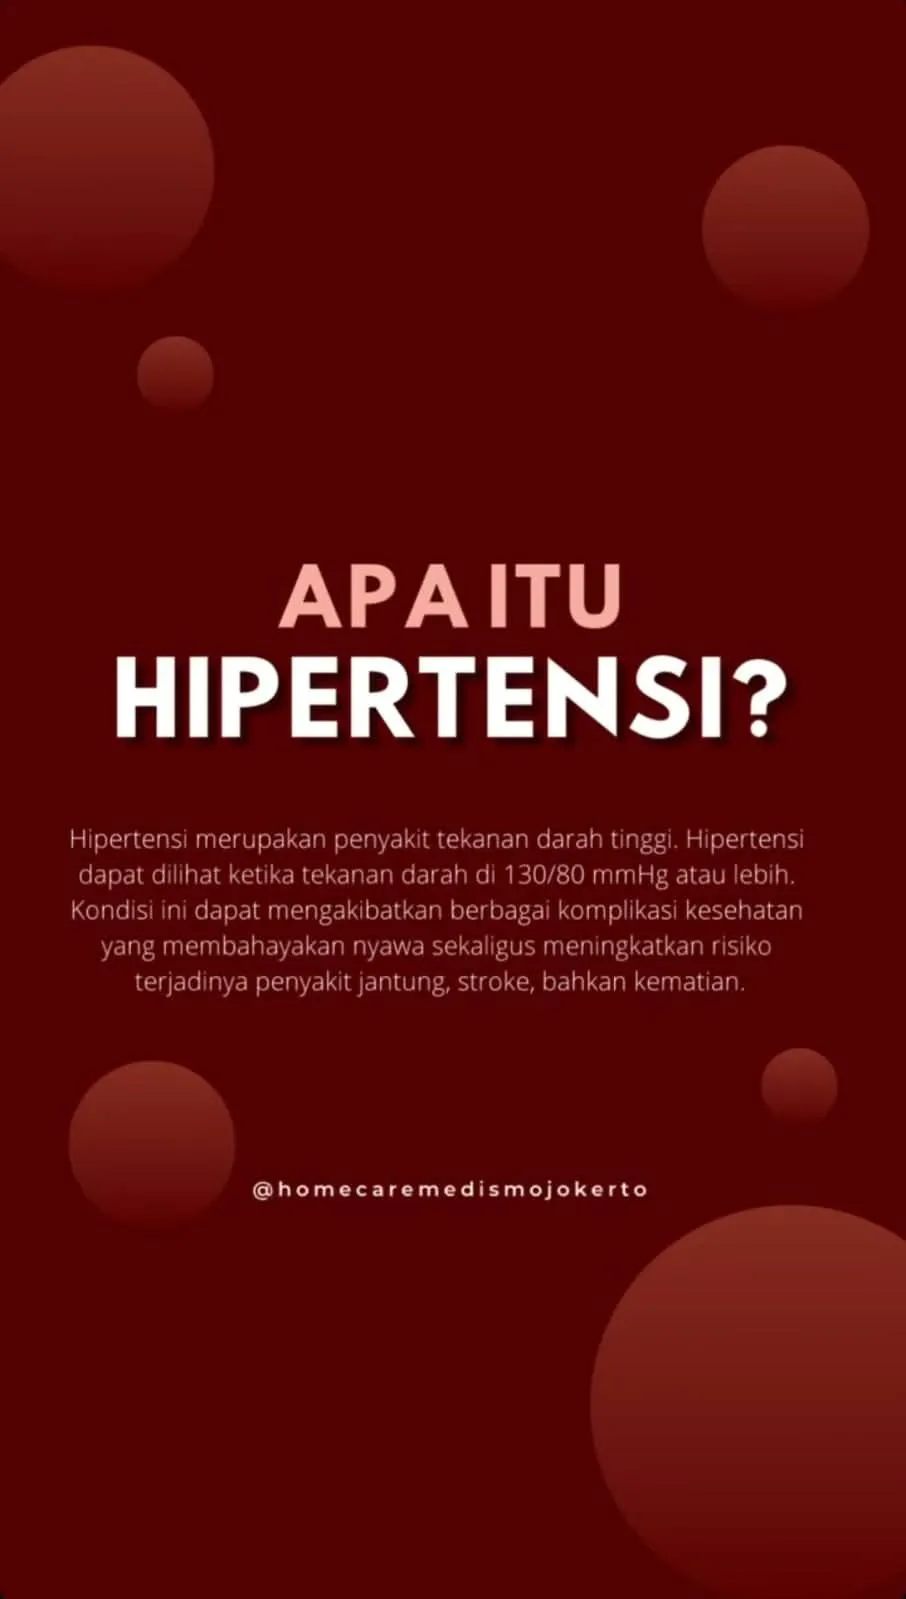 APA ITU
HIPERTENSI?
Hipertensi merupakan penyakit tekanan darah tinggi. Hipertensi
dapat dilihat ketika tekanan darah di 130/80 mmHg atau lebih.
Kondisi ini dapat mengakibatkan berbagai komplikasi kesehatan
yang membahayakan nyawa sekaligus meningkatkan risiko
terjadinya penyakit jantung, stroke, bahkan kematian.
@homecaremedismojokerto